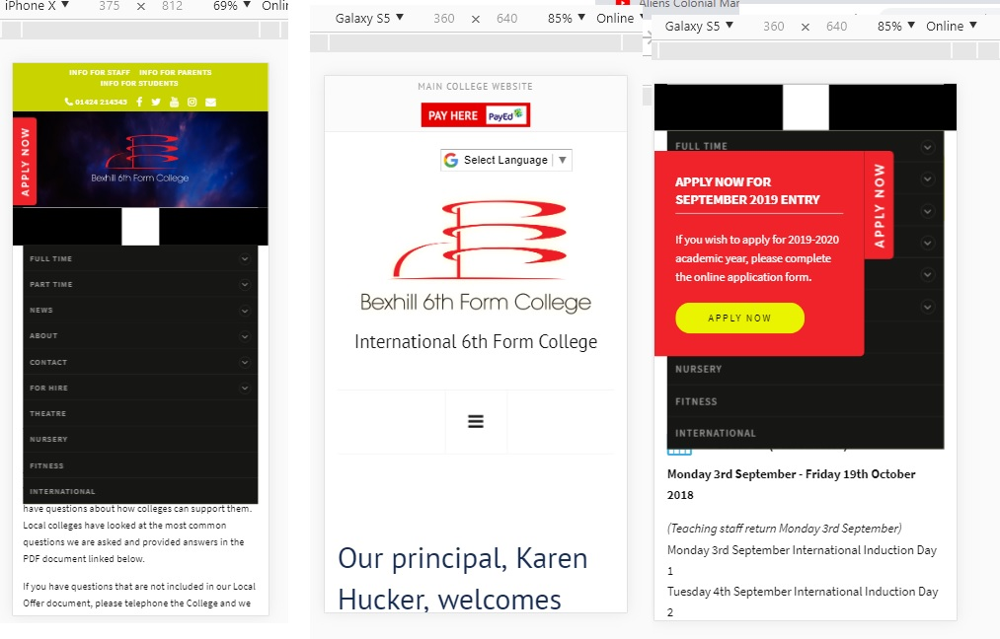 iPhone X ▼ 375 × 812 69% ▼
INFO FOR STAFF INFO FOR PARENTS
INFO FOR STUDENTS
01424 214343
APPLY NOW
Bexhill 6th Form College
FULL TIME
PART TIME
NEWS
ABOUT
CONTACT
FOR HIRE
THEATRE
NURSERY
FITNESS
INTERNATIONAL
have questions about how colleges can support them.
Local colleges have looked at the most common
questions we are asked and provided answers in the
PDF document linked below.
If you have questions that are not included in our Local
Offer document, please telephone the College and we
Galaxy S5 ▼ 360 × 640 85% ▼ Online
MAIN COLLEGE WEBSITE
PAY HERE PayEd
Select Language ▼
Bexhill 6th Form College
International 6th Form College
Our principal, Karen
Hucker, welcomes
Aliens Colonial Mar
Galaxy S5 ▼ 360 × 640 85% ▼ Online ▼
FULL TIME
APPLY NOW FOR
SEPTEMBER 2019 ENTRY
If you wish to apply for 2019-2020
academic year, please complete
the online application form.
APPLY NOW
APPLY NOW
NURSERY
FITNESS
INTERNATIONAL
Monday 3rd September - Friday 19th October
2018
(Teaching staff return Monday 3rd September)
Monday 3rd September International Induction Day
1
Tuesday 4th September International Induction Day
2